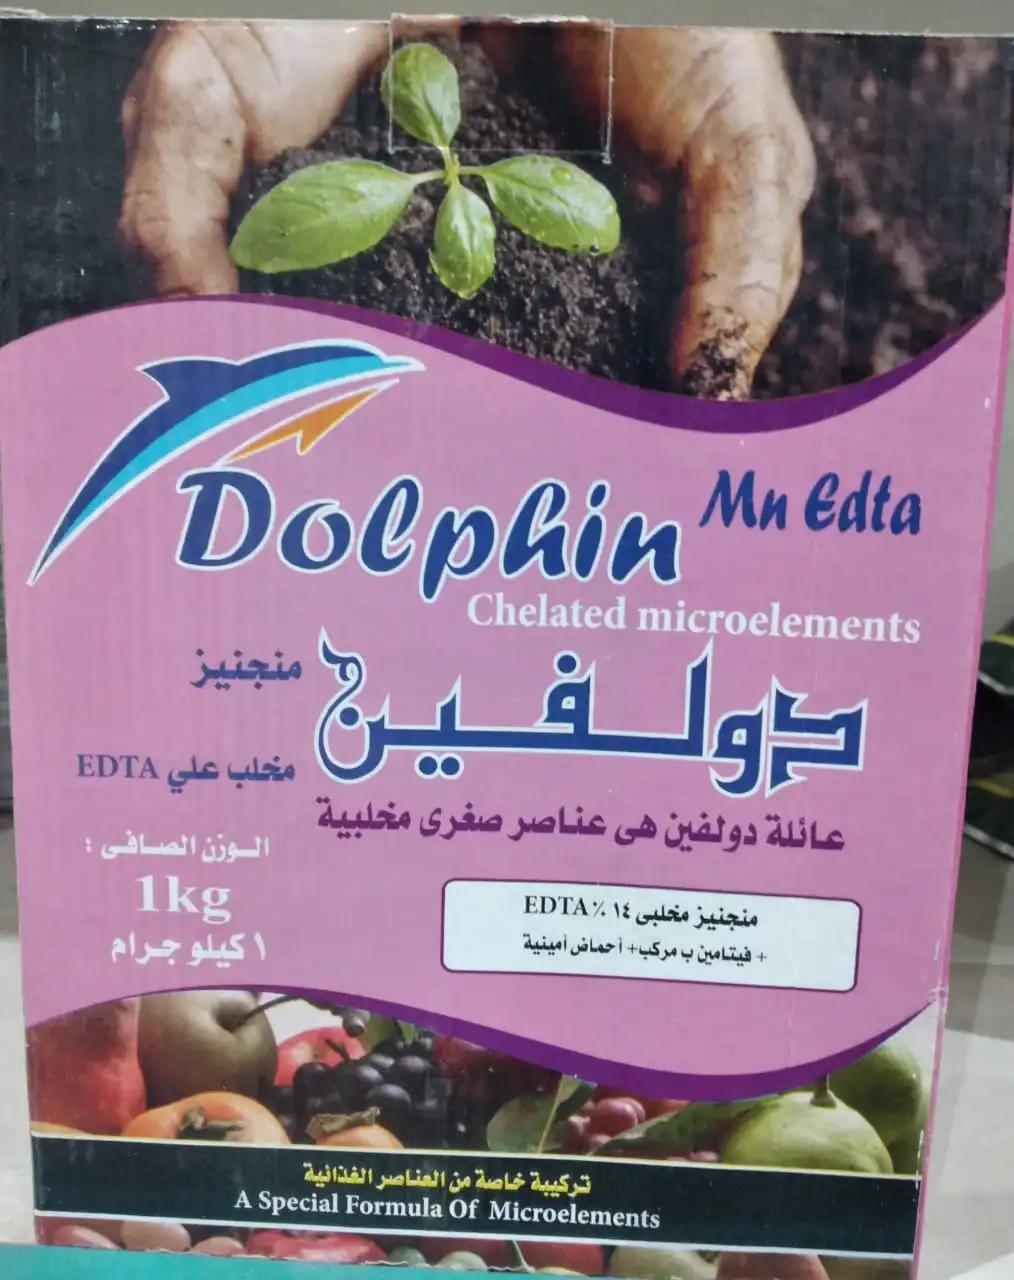 Dolphin Mn Edta
Chelated microelements
دولفين منجنيز
مخلب علي EDTA
عائلة دولفين هى عناصر صغرى مخلبية
الوزن الصافى :
1kg
١ كيلو جرام
منجنيز مخلبى ١٤ ٪ EDTA
+ فيتامين ب مركب + أحماض أمينية
تركيبة خاصة من العناصر الغذائية
A Special Formula Of Microelements